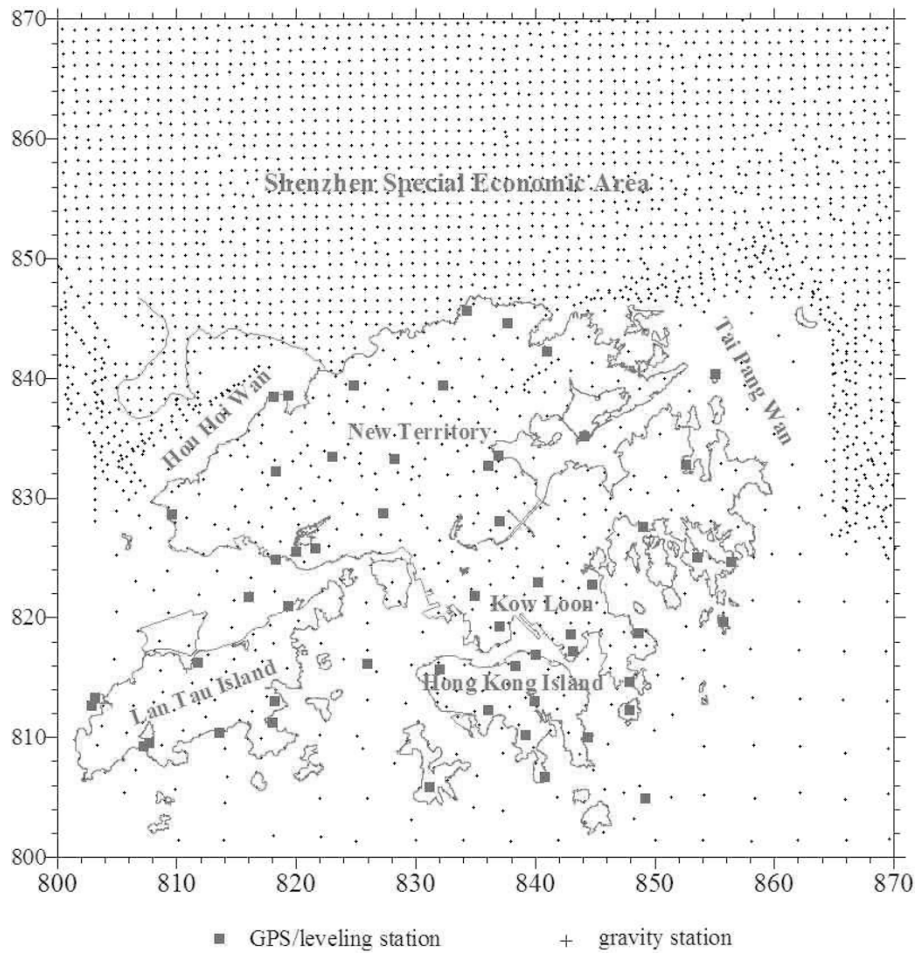 870
860
Shenzhen Special Economic Area
850
840
Hou Hoi Wan
Tai Pang Wan
New Territory
830
820
Kow Loon
Lan Tau Island
Hong Kong Island
810
800
800 810 820 830 840 850 860 870
GPS/leveling station
gravity station